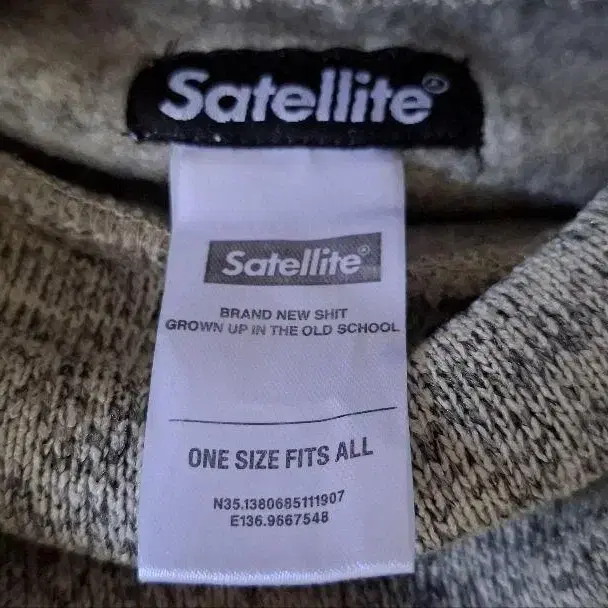 Satellite®
Satellite®
BRAND NEW SHIT
GROWN UP IN THE OLD SCHOOL
ONE SIZE FITS ALL
N35.1380685111907
E136.9667548